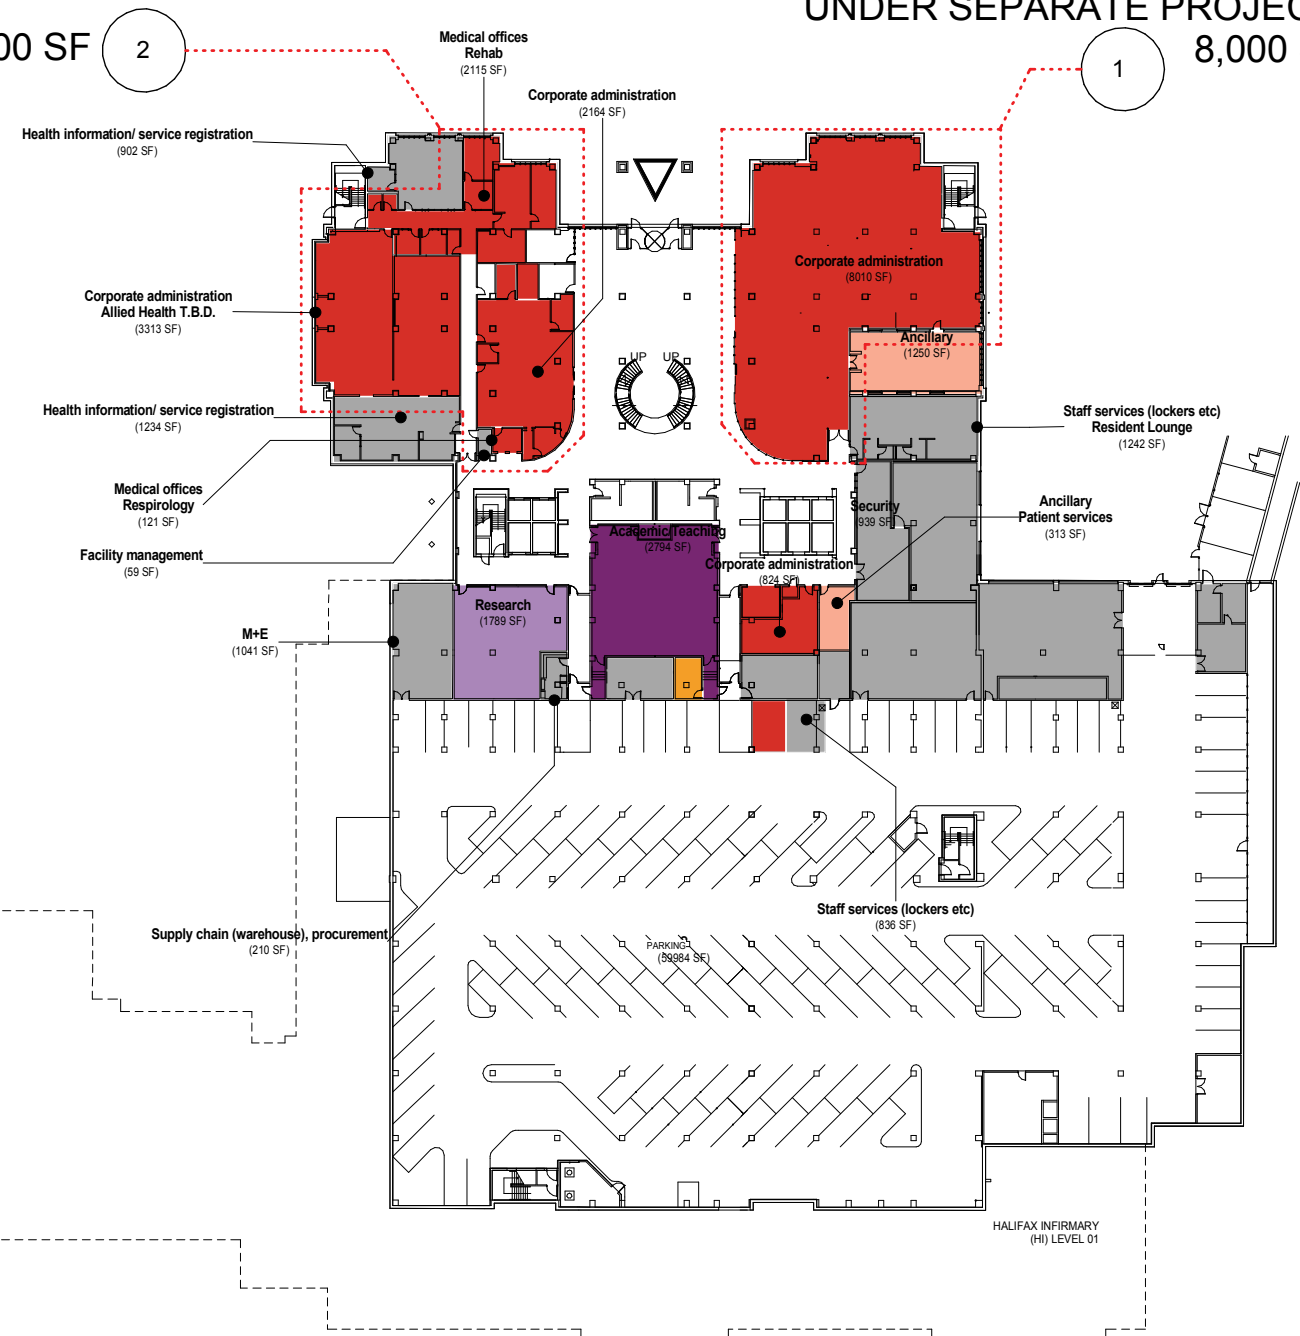 UNDER SEPARATE PROJEC
00 SF
2
8,000
1
Medical offices
Rehab
(2115 SF)
Corporate administration
(2164 SF)
Health information/ service registration
(902 SF)
Corporate administration
(8010 SF)
Corporate administration
Allied Health T.B.D.
(3313 SF)
Ancillary
(1250 SF)
UP UP
Health information/ service registration
(1234 SF)
Staff services (lockers etc)
Resident Lounge
(1242 SF)
Medical offices
Respirology
(121 SF)
Security
(939 SF)
Ancillary
Patient services
(313 SF)
Academic/Teaching
(2794 SF)
Facility management
(59 SF)
Corporate administration
(824 SF)
Research
(1789 SF)
M+E
(1041 SF)
Staff services (lockers etc)
(836 SF)
Supply chain (warehouse), procurement
(210 SF)
PARKING
(59984 SF)
HALIFAX INFIRMARY
(HI) LEVEL 01